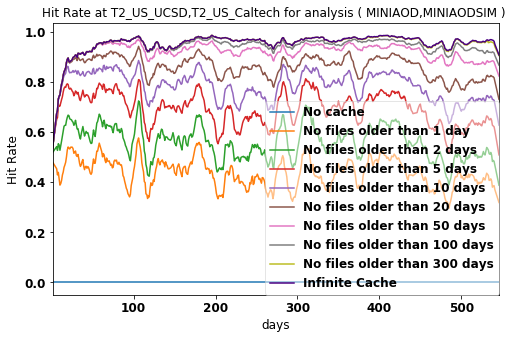 Hit Rate at T2_US_UCSD,T2_US_Caltech for analysis ( MINIAOD,MINIAODSIM )
1.0
0.8
0.6
0.4
0.2
0.0
Hit Rate
No cache
No files older than 1 day
No files older than 2 days
No files older than 5 days
No files older than 10 days
No files older than 20 days
No files older than 50 days
No files older than 100 days
No files older than 300 days
Infinite Cache
100 200 300 400 500
days